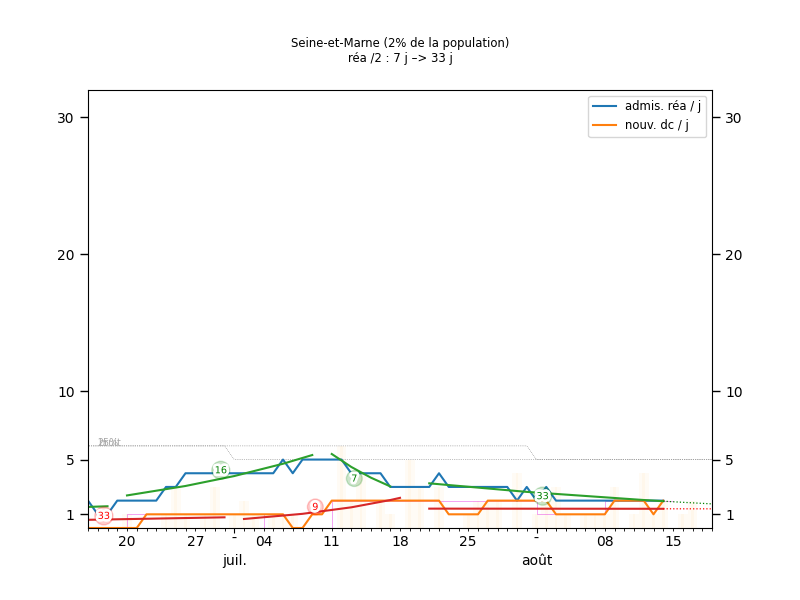 Seine-et-Marne (2% de la population)
réa /2 : 7 j –> 33 j
admis. réa / j
nouv. dc / j
30 30
20 20
10 10
5 5
1 1
16
7
33
33
9
20 27 - 04 11 18 25 - 08 15
juil. août